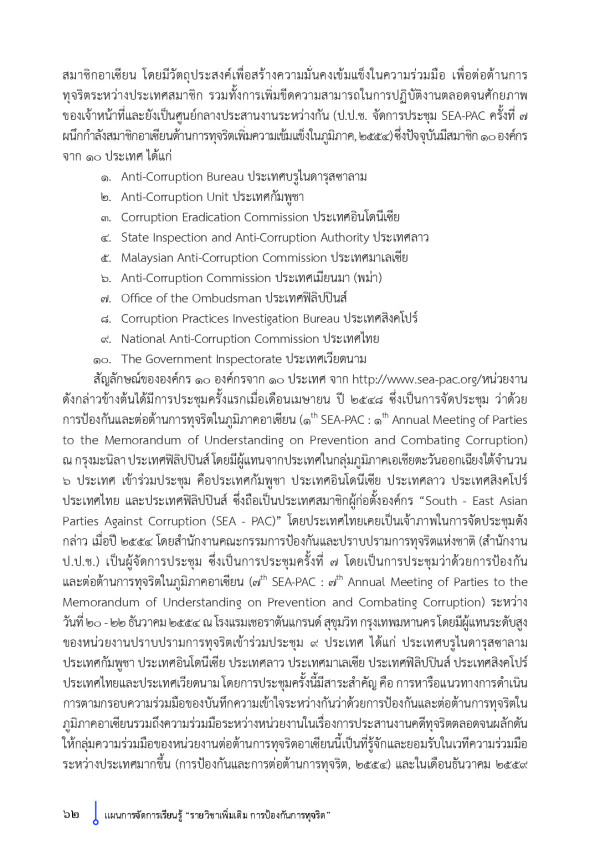 สมาชิกอาเซียน โดยมีวัตถุประสงค์เพื่อสร้างความมั่นคงเข้มแข็งในความร่วมมือ เพื่อต่อต้านการ
ทุจริตระหว่างประเทศสมาชิก รวมทั้งการเพิ่มขีดความสามารถในการปฏิบัติงานตลอดจนศักยภาพ
ของเจ้าหน้าที่และยังเป็นศูนย์กลางประสานงานระหว่างกัน (ป.ป.ช. จัดการประชุม SEA-PAC ครั้งที่ ๗
ผนึกกำลังสมาชิกอาเซียนต้านการทุจริตเพิ่มความเข้มแข็งในภูมิภาค, ๒๕๕๔) ซึ่งปัจจุบันมีสมาชิก ๑๐ องค์กร
จาก ๑๐ ประเทศ ได้แก่
๑. Anti-Corruption Bureau ประเทศบรูไนดารุสซาลาม
๒. Anti-Corruption Unit ประเทศกัมพูชา
๓. Corruption Eradication Commission ประเทศอินโดนีเซีย
๔. State Inspection and Anti-Corruption Authority ประเทศลาว
๕. Malaysian Anti-Corruption Commission ประเทศมาเลเซีย
๖. Anti-Corruption Commission ประเทศเมียนมา (พม่า)
๗. Office of the Ombudsman ประเทศฟิลิปปินส์
๘. Corruption Practices Investigation Bureau ประเทศสิงคโปร์
๙. National Anti-Corruption Commission ประเทศไทย
๑๐. The Government Inspectorate ประเทศเวียดนาม
สัญลักษณ์ขององค์กร ๑๐ องค์กรจาก ๑๐ ประเทศ จาก http://www.sea-pac.org/หน่วยงาน
ดังกล่าวข้างต้นได้มีการประชุมครั้งแรกเมื่อเดือนเมษายน ปี ๒๕๔๘ ซึ่งเป็นการจัดประชุม ว่าด้วย
การป้องกันและต่อต้านการทุจริตในภูมิภาคอาเซียน (๑th SEA-PAC : ๑th Annual Meeting of Parties
to the Memorandum of Understanding on Prevention and Combating Corruption)
ณ กรุงมะนิลา ประเทศฟิลิปปินส์ โดยมีผู้แทนจากประเทศในกลุ่มภูมิภาคเอเชียตะวันออกเฉียงใต้จำนวน
๖ ประเทศ เข้าร่วมประชุม คือประเทศกัมพูชา ประเทศอินโดนีเซีย ประเทศลาว ประเทศสิงคโปร์
ประเทศไทย และประเทศฟิลิปปินส์ ซึ่งถือเป็นประเทศสมาชิกผู้ก่อตั้งองค์กร “South - East Asian
Parties Against Corruption (SEA - PAC)” โดยประเทศไทยเคยเป็นเจ้าภาพในการจัดประชุมดัง
กล่าว เมื่อปี ๒๕๕๔ โดยสำนักงานคณะกรรมการป้องกันและปราบปรามการทุจริตแห่งชาติ (สำนักงาน
ป.ป.ช.) เป็นผู้จัดการประชุม ซึ่งเป็นการประชุมครั้งที่ ๗ โดยเป็นการประชุมว่าด้วยการป้องกัน
และต่อต้านการทุจริตในภูมิภาคอาเซียน (๗th SEA-PAC : ๗th Annual Meeting of Parties to the
Memorandum of Understanding on Prevention and Combating Corruption) ระหว่าง
วันที่ ๒๐ - ๒๒ ธันวาคม ๒๕๕๔ ณ โรงแรมเชอราตันแกรนด์ สุขุมวิท กรุงเทพมหานคร โดยมีผู้แทนระดับสูง
ของหน่วยงานปราบปรามการทุจริตเข้าร่วมประชุม ๙ ประเทศ ได้แก่ ประเทศบรูไนดารุสซาลาม
ประเทศกัมพูชา ประเทศอินโดนีเซีย ประเทศลาว ประเทศมาเลเซีย ประเทศฟิลิปปินส์ ประเทศสิงคโปร์
ประเทศไทยและประเทศเวียดนาม โดยการประชุมครั้งนี้มีสาระสำคัญ คือ การหารือแนวทางการดำเนิน
การตามกรอบความร่วมมือของบันทึกความเข้าใจระหว่างกันว่าด้วยการป้องกันและต่อต้านการทุจริตใน
ภูมิภาคอาเซียนรวมถึงความร่วมมือระหว่างหน่วยงานในเรื่องการประสานงานคดีทุจริตตลอดจนผลักดัน
ให้กลุ่มความร่วมมือของหน่วยงานต่อต้านการทุจริตอาเซียนนี้เป็นที่รู้จักและยอมรับในเวทีความร่วมมือ
ระหว่างประเทศมากขึ้น (การป้องกันและการต่อต้านการทุจริต, ๒๕๕๔) และในเดือนธันวาคม ๒๕๕๙
๖๒ แผนการจัดการเรียนรู้ “รายวิชาเพิ่มเติม การป้องกันการทุจริต”